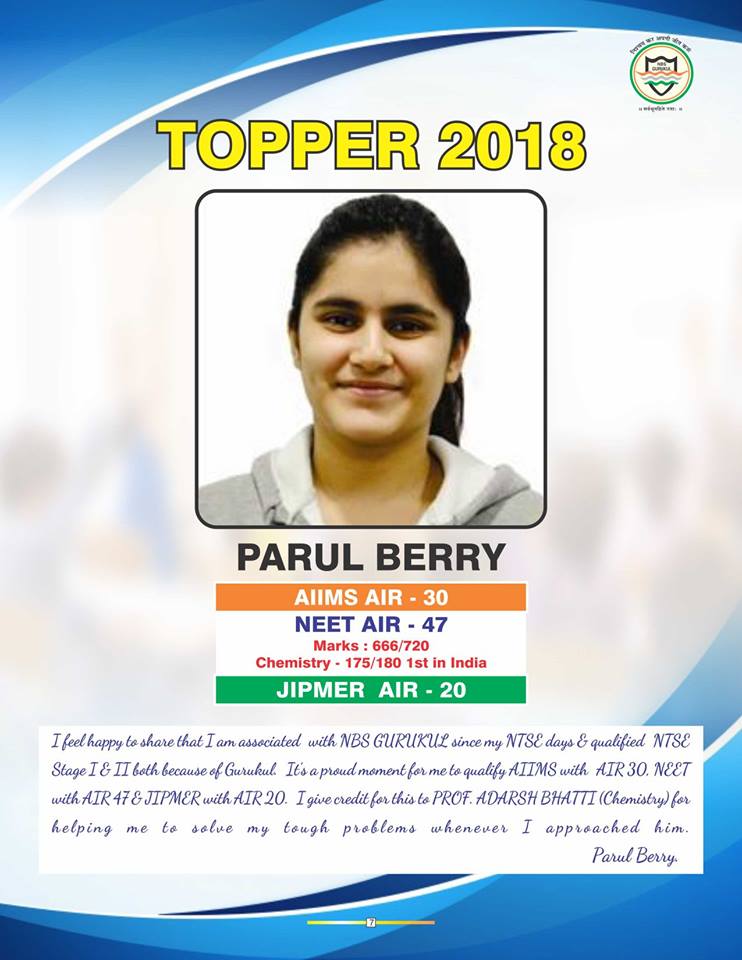 NBS
GURUKUL
TOPPER 2018
PARUL BERRY
AIIMS AIR - 30
NEET AIR - 47
Marks : 666/720
Chemistry - 175/180 1st in India
JIPMER AIR - 20
I feel happy to share that I am associated with NBS GURUKUL since my NTSE days & qualified NTSE
Stage I & II both because of Gurukul. It's a proud moment for me to qualify AIIMS with AIR 30, NEET
with AIR 47 & JIPMER with AIR 20. I give credit for this to PROF. ADARSH BHATTI (Chemistry) for
helping me to solve my tough problems whenever I approached him.
Parul Berry.
7